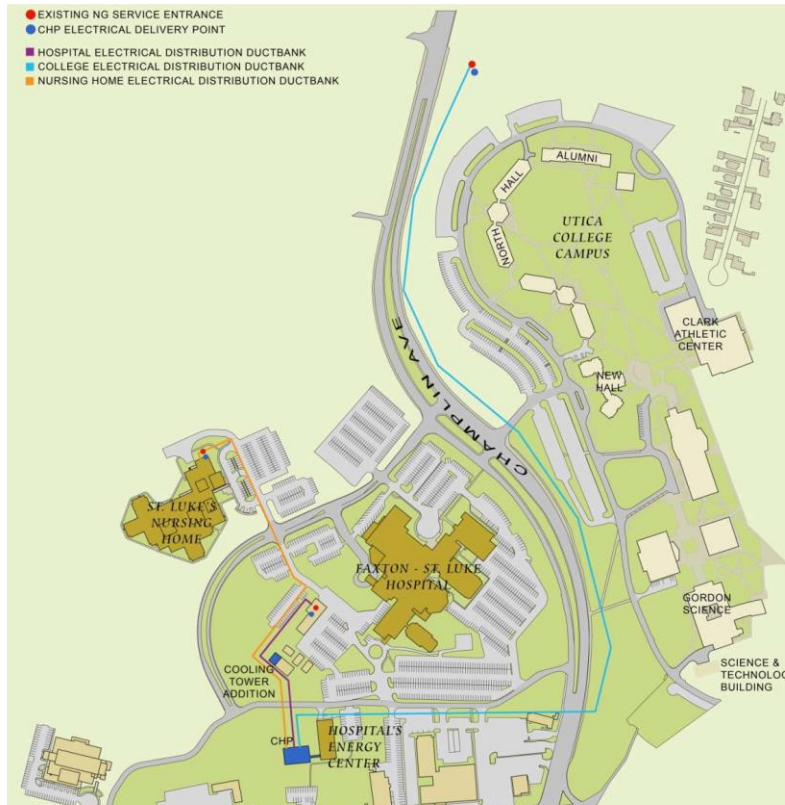 EXISTING NG SERVICE ENTRANCE
CHP ELECTRICAL DELIVERY POINT
HOSPITAL ELECTRICAL DISTRIBUTION DUCTBANK
COLLEGE ELECTRICAL DISTRIBUTION DUCTBANK
NURSING HOME ELECTRICAL DISTRIBUTION DUCTBANK
ALUMNI
HALL
NORTH
UTICA
COLLEGE
CAMPUS
CLARK
ATHLETIC
CENTER
NEW
HALL
CHAMPLIN AVE
ST. LUKE'S
NURSING
HOME
FAXTON - ST. LUKE
HOSPITAL
GORDON
SCIENCE
SCIENCE &
TECHNOLOG
BUILDING
COOLING
TOWER
ADDITION
CHP
HOSPITAL'S
ENERGY
CENTER